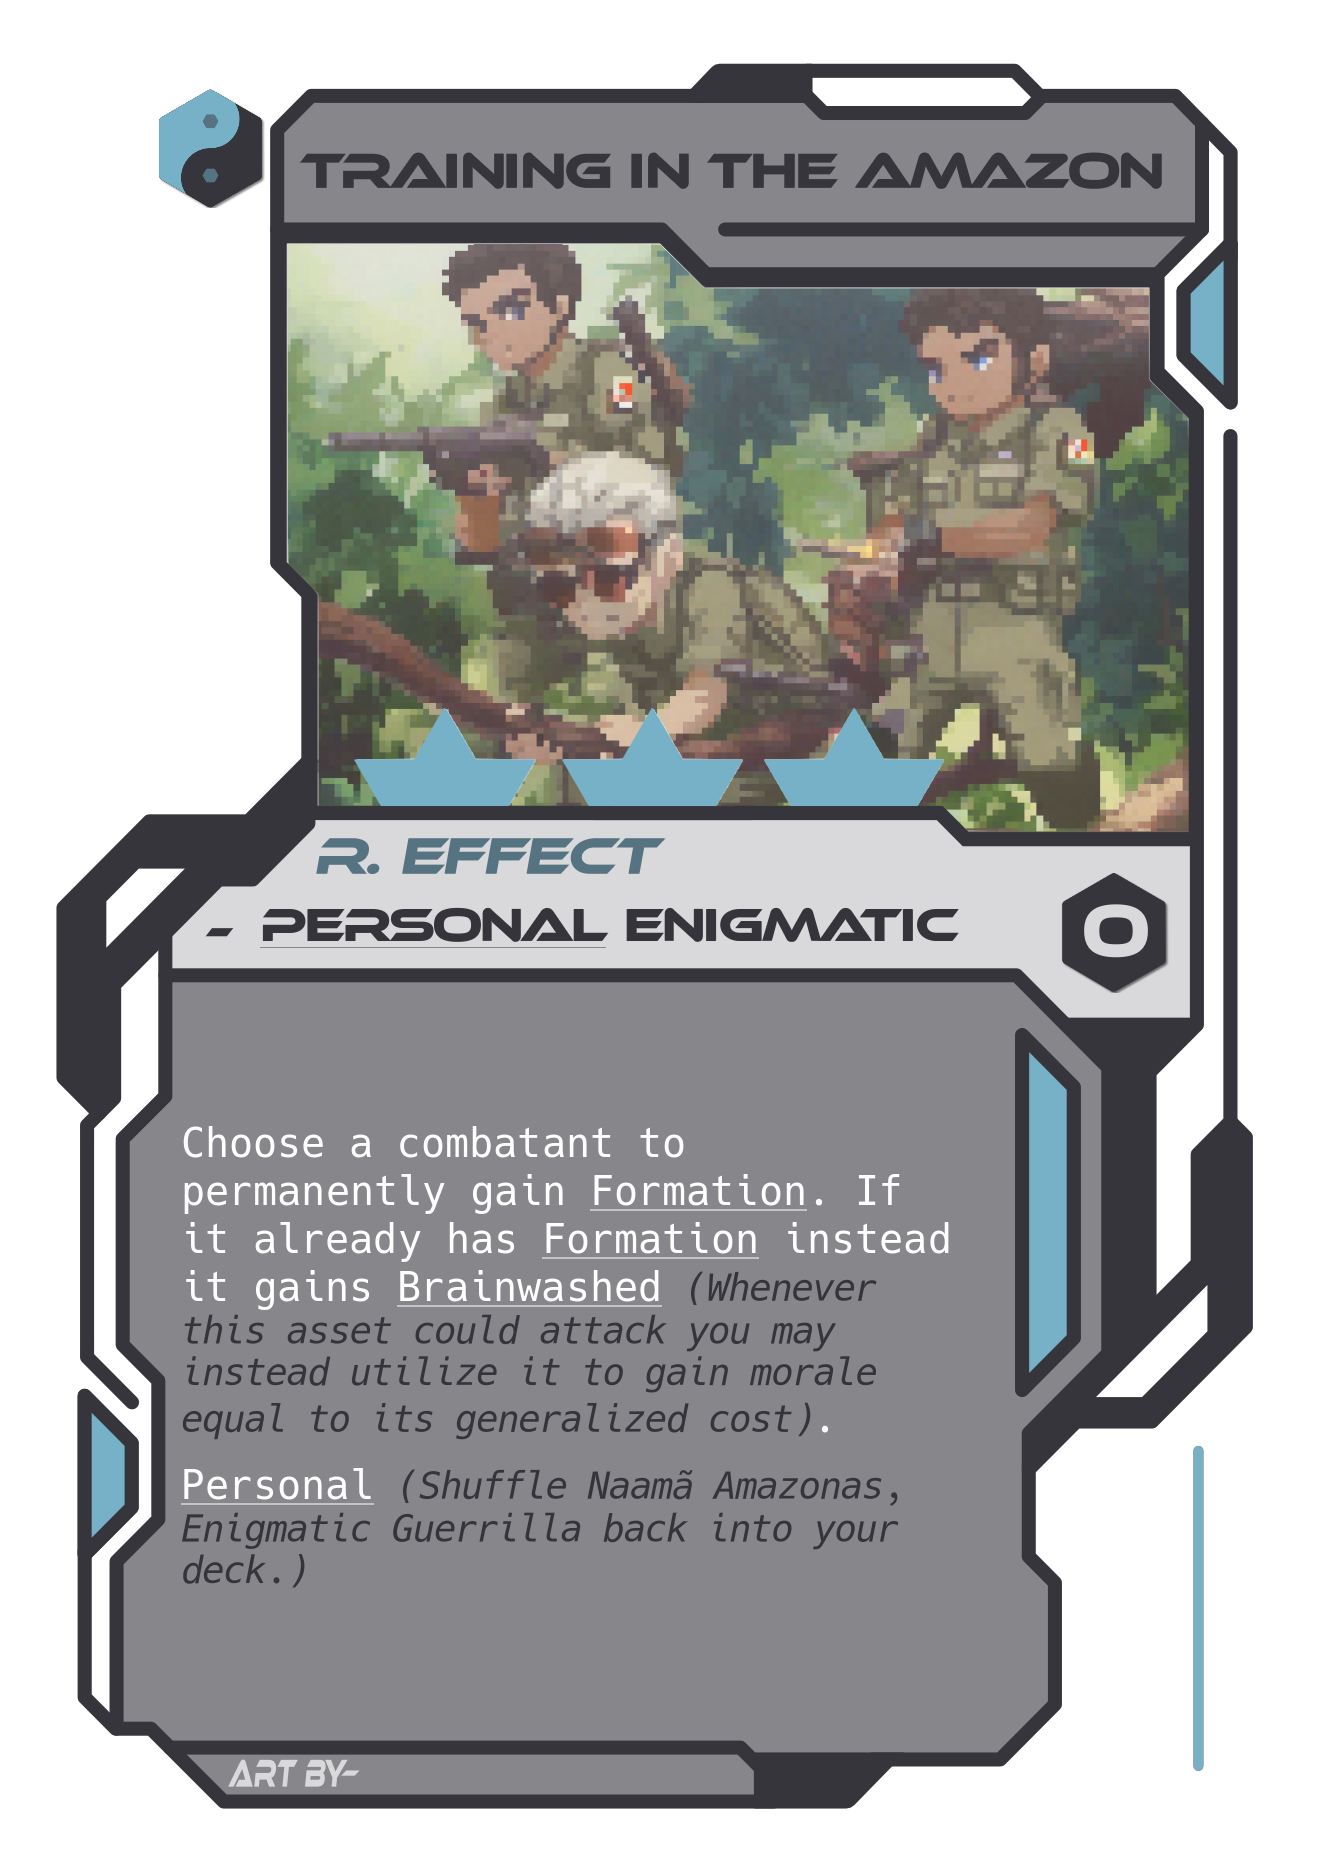 TRAINING IN THE AMAZON
R. EFFECT
- PERSONAL ENIGMATIC
0
Choose a combatant to
permanently gain Formation. If
it already has Formation instead
it gains Brainwashed (Whenever
this asset could attack you may
instead utilize it to gain morale
equal to its generalized cost).
Personal (Shuffle Naamã Amazonas,
Enigmatic Guerrilla back into your
deck.)
ART BY-